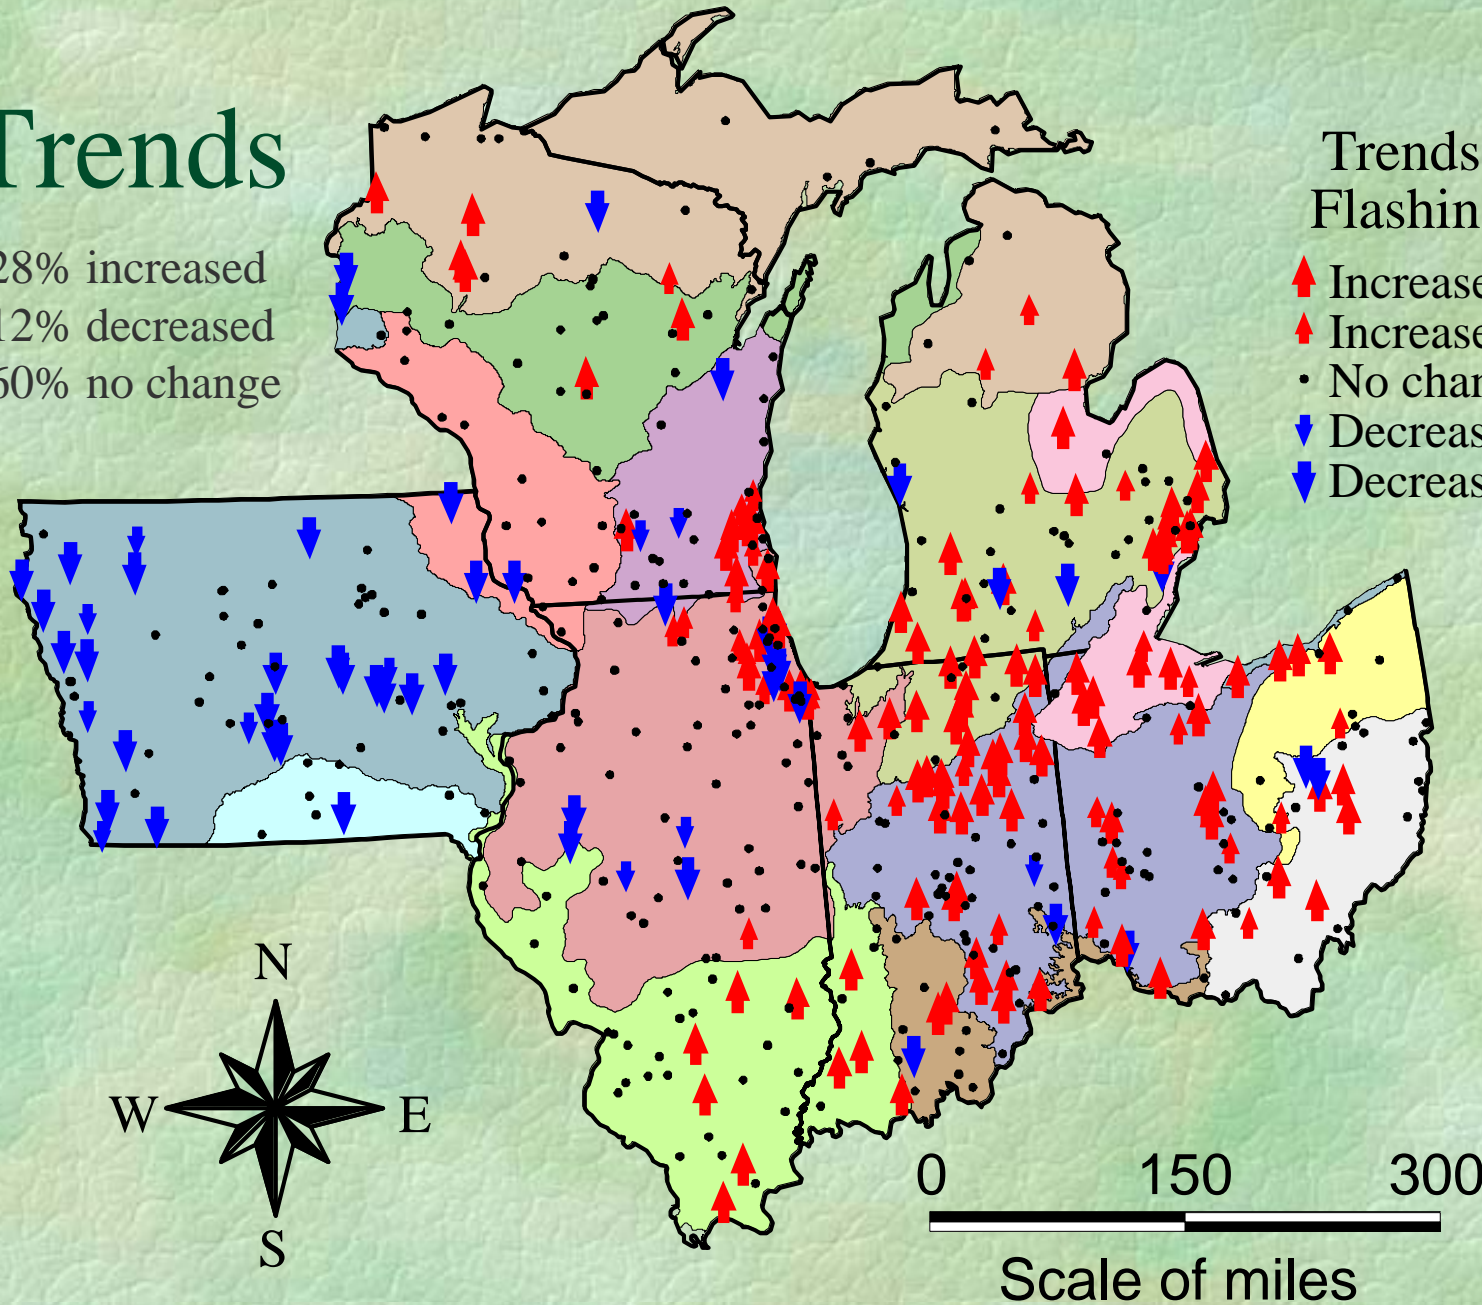 Trends
28% increased
12% decreased
60% no change
Trends
Flashin
Increase
Increase
No chan
Decreas
Decreas
N
W
E
S
0 150 300
Scale of miles